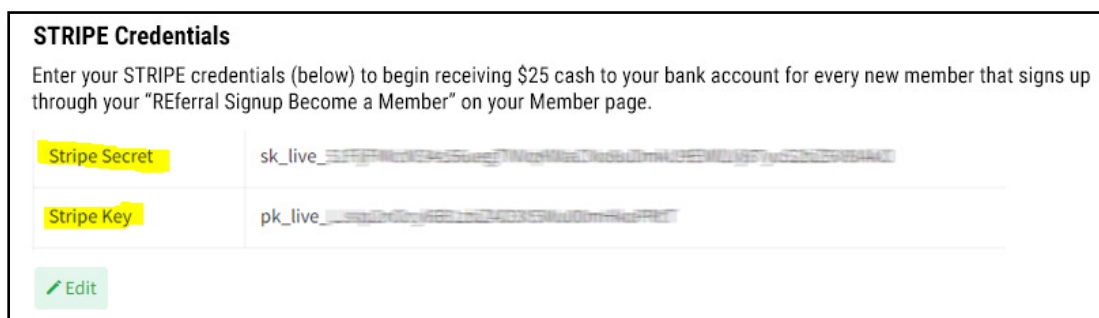 STRIPE Credentials
Enter your STRIPE credentials (below) to begin receiving $25 cash to your bank account for every new member that signs up
through your “REferral Signup Become a Member” on your Member page.
Stripe Secret sk_live_
Stripe Key pk_live_
Edit